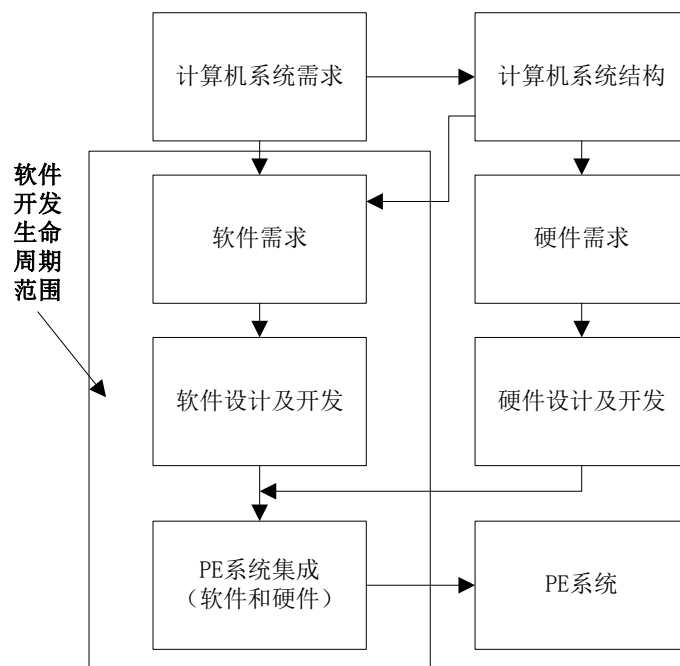 计算机系统需求
计算机系统结构
软件
开发
生命
周期
范围
软件需求
硬件需求
软件设计及开发
硬件设计及开发
PE系统集成
（软件和硬件）
PE系统